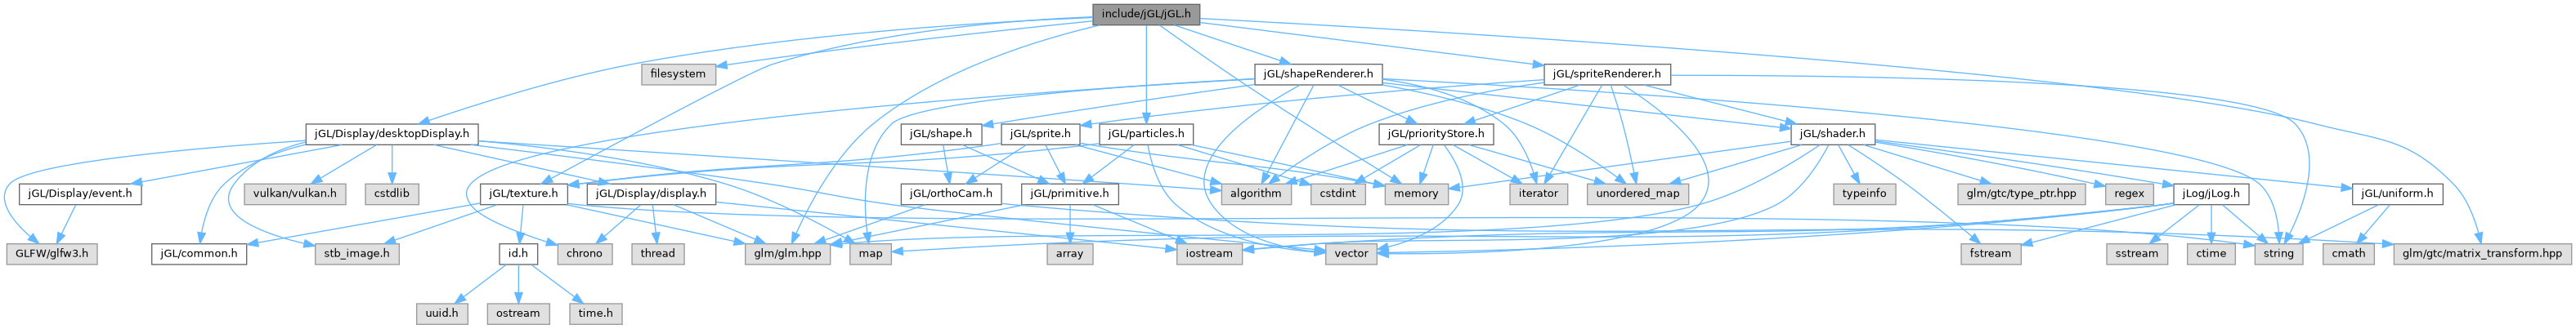 include/jGL/jGL.h
filesystem
jGL/shapeRenderer.h
jGL/spriteRenderer.h
jGL/Display/desktopDisplay.h
jGL/shape.h
jGL/sprite.h
jGL/particles.h
jGL/priorityStore.h
jGL/shader.h
jGL/Display/event.h
vulkan/vulkan.h
cstdlib
jGL/texture.h
jGL/Display/display.h
jGL/orthoCam.h
jGL/primitive.h
algorithm
cstdint
memory
iterator
unordered_map
typeinfo
glm/gtc/type_ptr.hpp
regex
jLog/jLog.h
jGL/uniform.h
GLFW/glfw3.h
jGL/common.h
stb_image.h
id.h
chrono
thread
glm/glm.hpp
map
array
iostream
vector
fstream
sstream
ctime
string
cmath
glm/gtc/matrix_transform.hpp
uuid.h
ostream
time.h